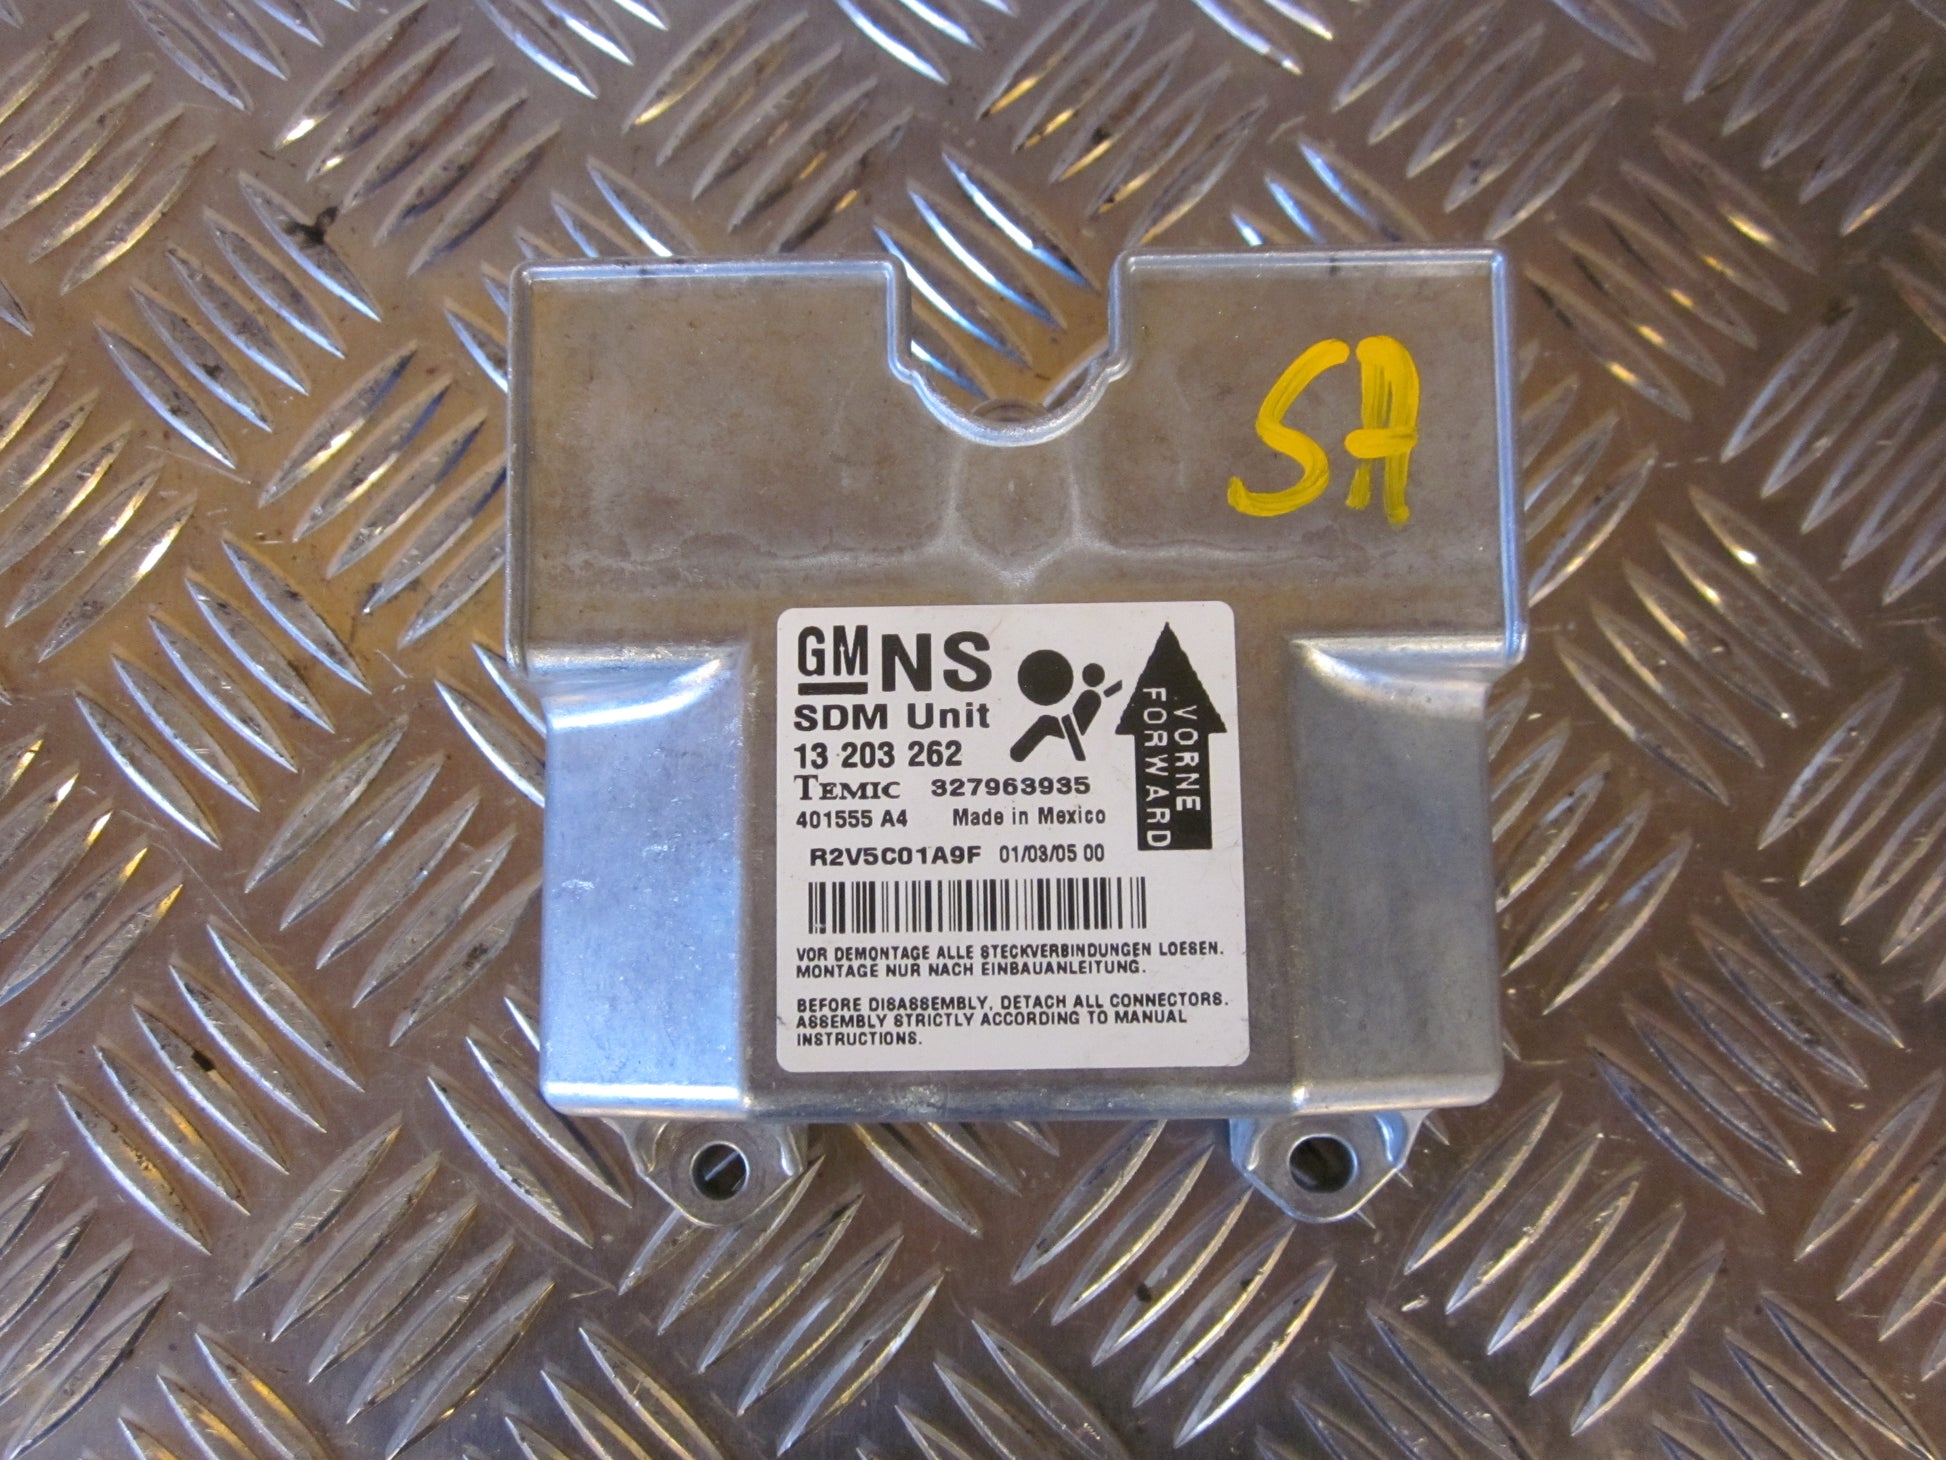 SA
GM NS
SDM Unit
13 203 262
TEMIC 327963935
401555 A4 Made in Mexico
R2V5C01A9F 01/03/05 00
VORNE
FORWARD
VOR DEMONTAGE ALLE STECKVERBINDUNGEN LOESEN.
MONTAGE NUR NACH EINBAUANLEITUNG.
BEFORE DISASSEMBLY, DETACH ALL CONNECTORS.
ASSEMBLY STRICTLY ACCORDING TO MANUAL
INSTRUCTIONS.